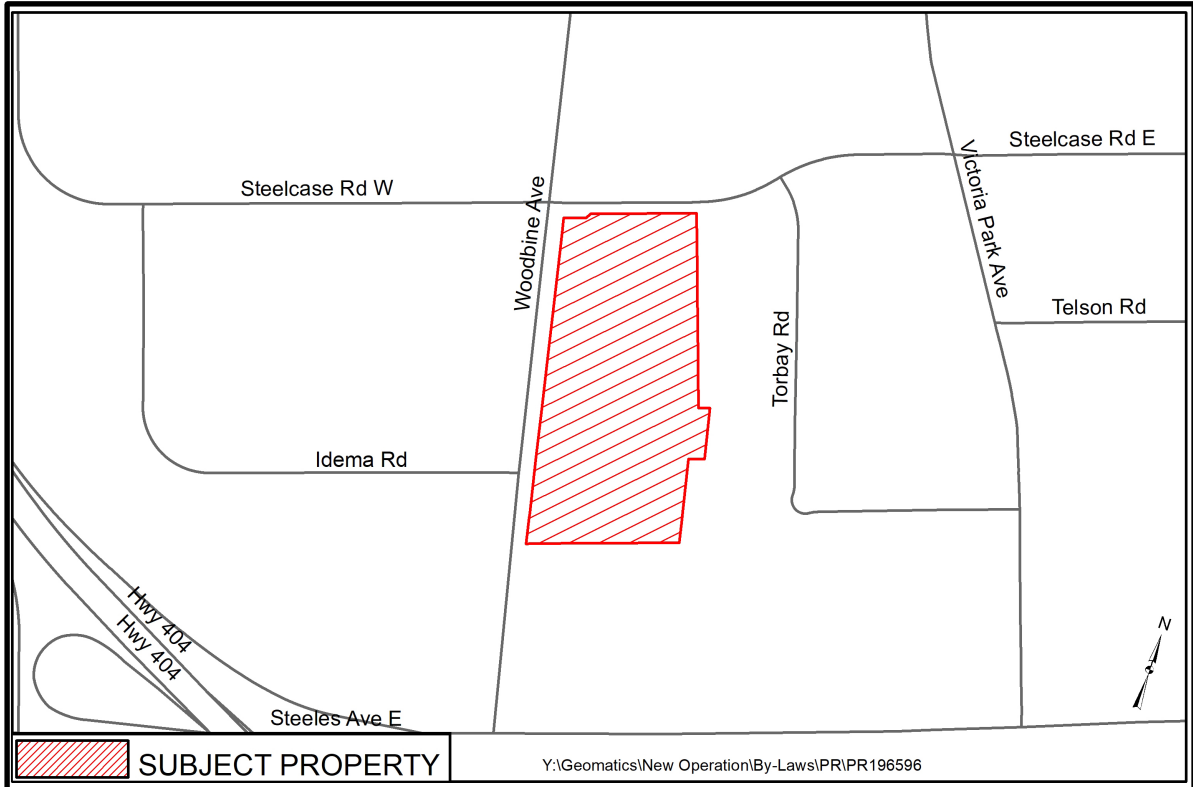 Steelcase Rd E
Victoria Park Ave
Steelcase Rd W
Woodbine Ave
Telson Rd
Torbay Rd
Idema Rd
Hwy 404
Hwy 404
N
Steeles Ave E
SUBJECT PROPERTY
Y:\Geomatics\New Operation\By-Laws\PR\PR196596